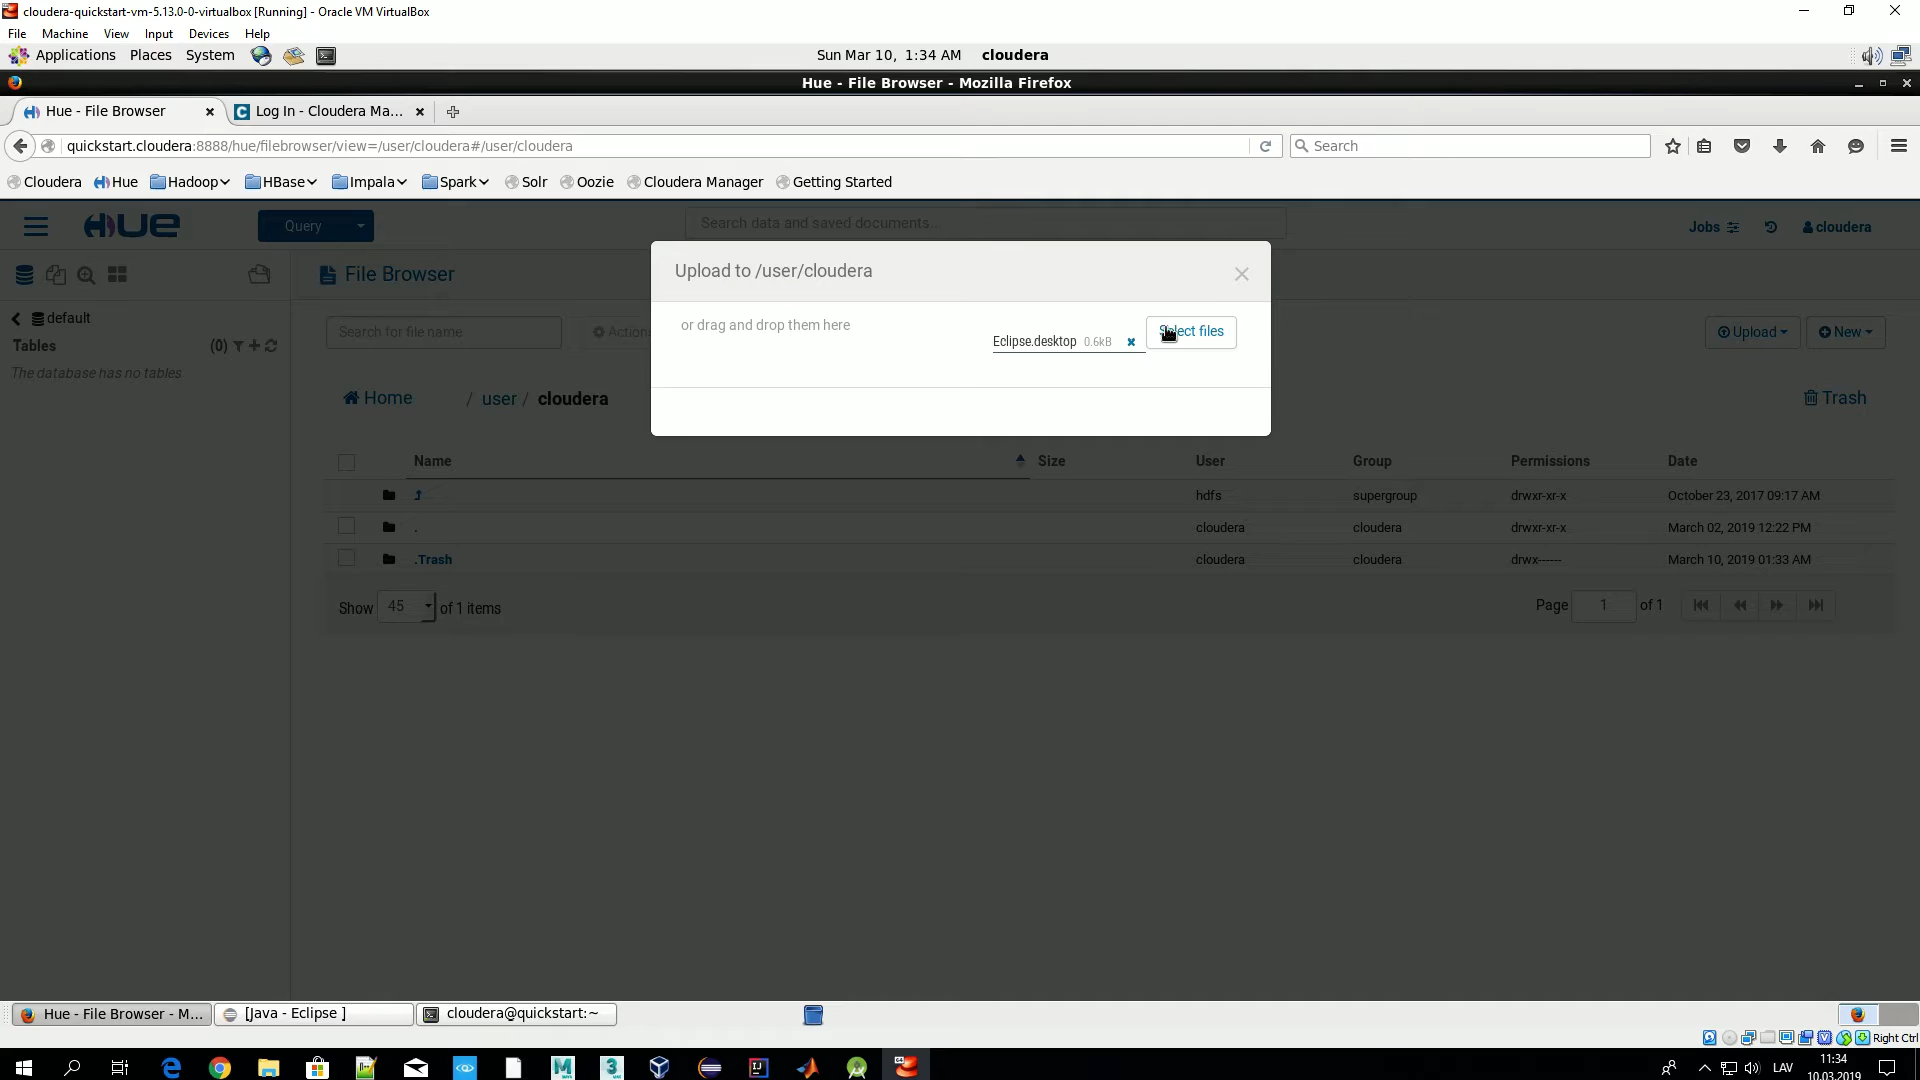 cloudera-quickstart-vm-5.13.0-0-virtualbox [Running] - Oracle VM VirtualBox
File Machine View Input Devices Help
Applications Places System Sun Mar 10, 1:34 AM cloudera
Hue - File Browser - Mozilla Firefox
Hue - File Browser Log In - Cloudera Ma...
quickstart.cloudera:8888/hue/filebrowser/view=/user/cloudera#/user/cloudera Search
Cloudera Hue Hadoop HBase Impala Spark Solr Oozie Cloudera Manager Getting Started
HUE Query Search data and saved documents... Jobs cloudera
Upload to /user/cloudera
File Browser
default
or drag and drop them here
Select files
Eclipse.desktop 0.6kB
Search for file name Action Upload New
Tables (0)
The database has no tables
Home / user / cloudera Trash
Name Size User Group Permissions Date
hdfs supergroup drwxr-xr-x October 23, 2017 09:17 AM
. cloudera cloudera drwxr-xr-x March 02, 2019 12:22 PM
.Trash cloudera cloudera drwx------ March 10, 2019 01:33 AM
Show 45 of 1 items Page 1 of 1
Hue - File Browser - M... [Java - Eclipse ] cloudera@quickstart:~
Right Ctrl
LAV 11:34
10.03.2019